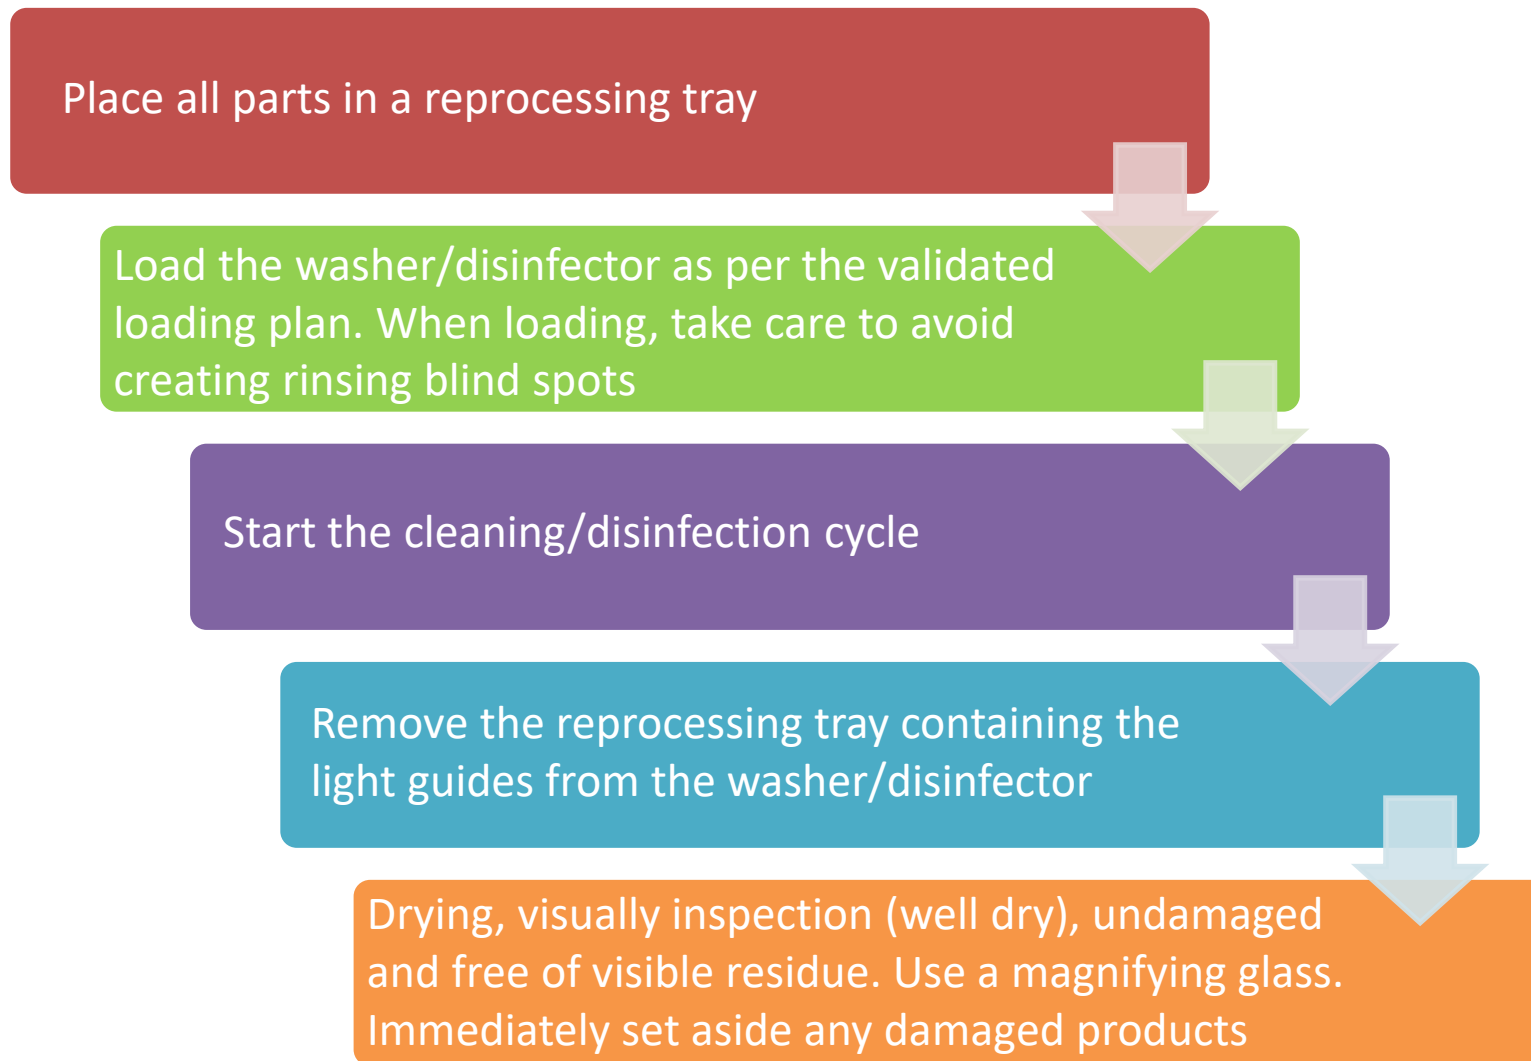 Place all parts in a reprocessing tray
Load the washer/disinfector as per the validated
loading plan. When loading, take care to avoid
creating rinsing blind spots
Start the cleaning/disinfection cycle
Remove the reprocessing tray containing the
light guides from the washer/disinfector
Drying, visually inspection (well dry), undamaged
and free of visible residue. Use a magnifying glass.
Immediately set aside any damaged products